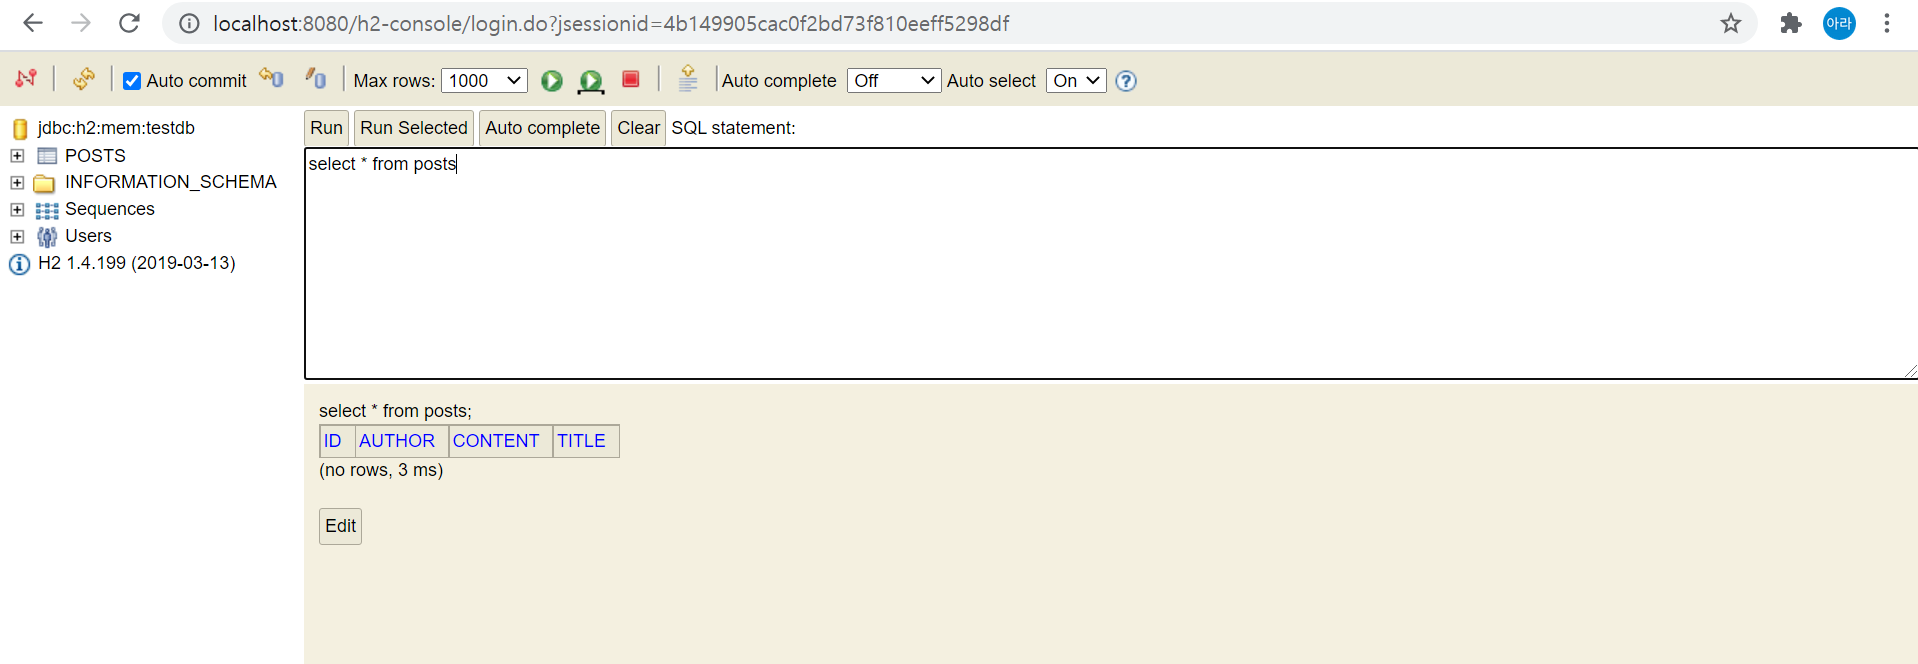 localhost:8080/h2-console/login.do?jsessionid=4b149905cac0f2bd73f810eeff5298df
아라
Auto commit
Max rows: 1000
Auto complete Off
Auto select On
jdbc:h2:mem:testdb
POSTS
INFORMATION_SCHEMA
Sequences
Users
H2 1.4.199 (2019-03-13)
Run Run Selected Auto complete Clear SQL statement:
select * from posts
select * from posts;
ID AUTHOR CONTENT TITLE
(no rows, 3 ms)
Edit